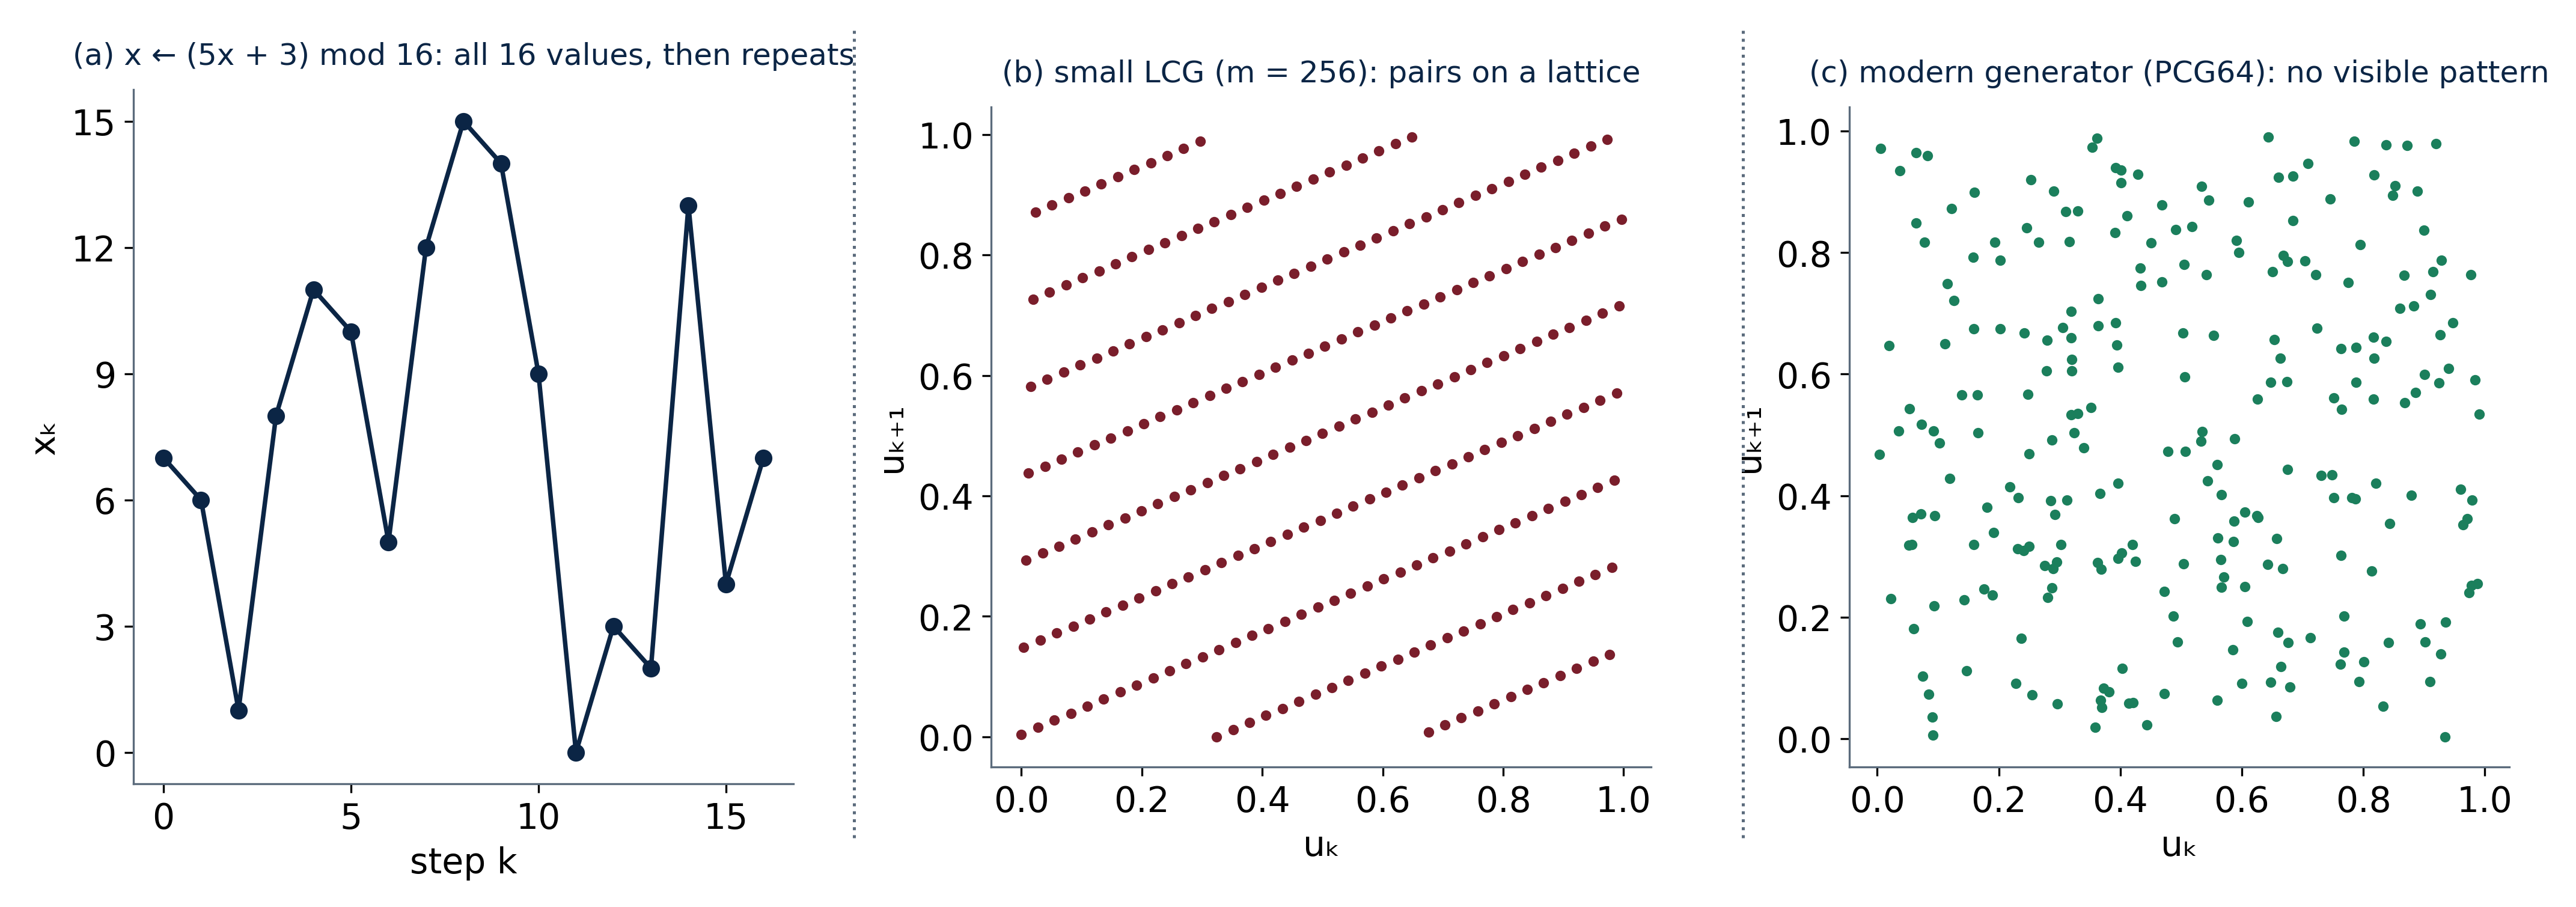 (a) x ← (5x + 3) mod 16: all 16 values, then repeats
15
12
9
6
3
0
xₖ
0 5 10 15
step k
(b) small LCG (m = 256): pairs on a lattice
1.0
0.8
0.6
0.4
0.2
0.0
uₖ₊₁
0.0 0.2 0.4 0.6 0.8 1.0
uₖ
(c) modern generator (PCG64): no visible pattern
1.0
0.8
0.6
0.4
0.2
0.0
uₖ₊₁
0.0 0.2 0.4 0.6 0.8 1.0
uₖ